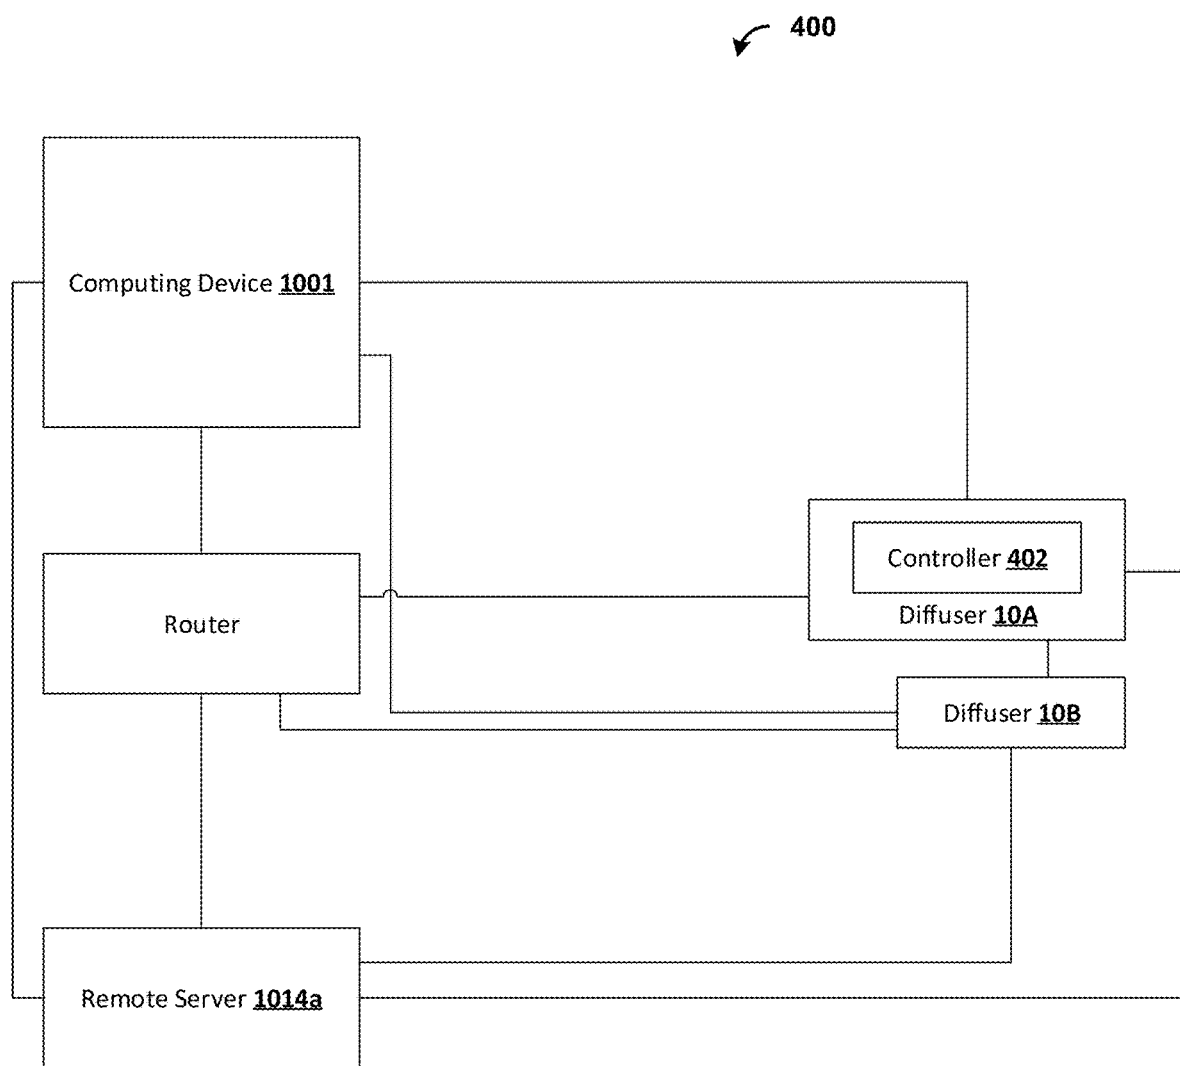 400
Computing Device 1001
Controller 402
Diffuser 10A
Router
Diffuser 10B
Remote Server 1014a